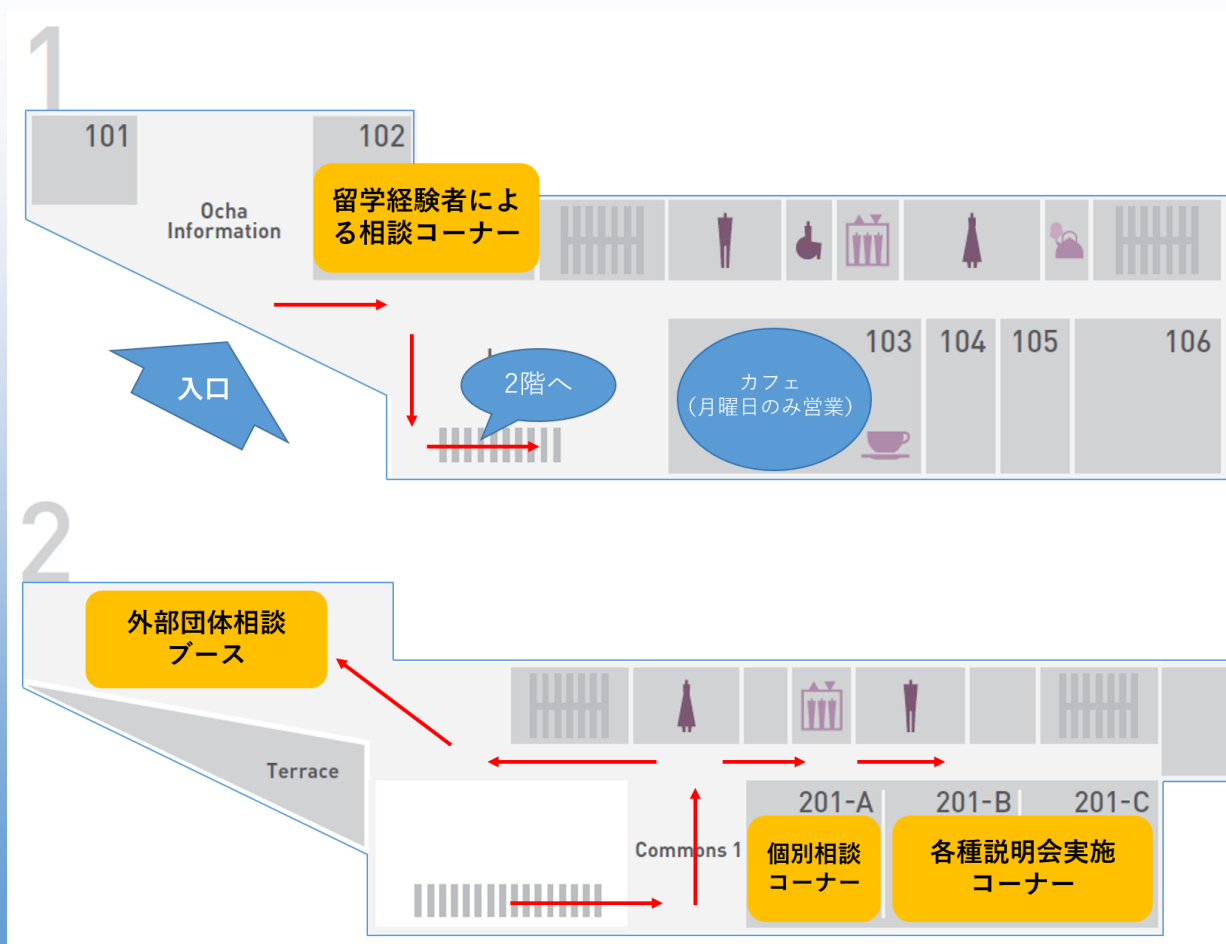 1
101
102
留学経験者によ
る相談コーナー
Ocha
Information
入口
2階へ
カフェ
(月曜日のみ営業)
103
104
105
106
2
外部団体相談
ブース
Terrace
Commons 1
201-A
201-B
201-C
個別相談
コーナー
各種説明会実施
コーナー